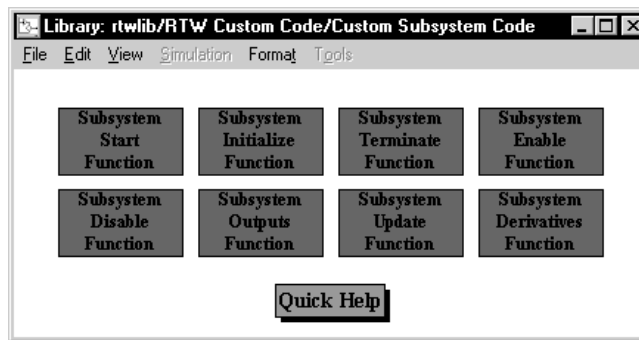 Library: rtwlib/RTW Custom Code/Custom Subsystem Code
File Edit View Simulation Format Tools
Subsystem Start Function
Subsystem Initialize Function
Subsystem Terminate Function
Subsystem Enable Function
Subsystem Disable Function
Subsystem Outputs Function
Subsystem Update Function
Subsystem Derivatives Function
Quick Help